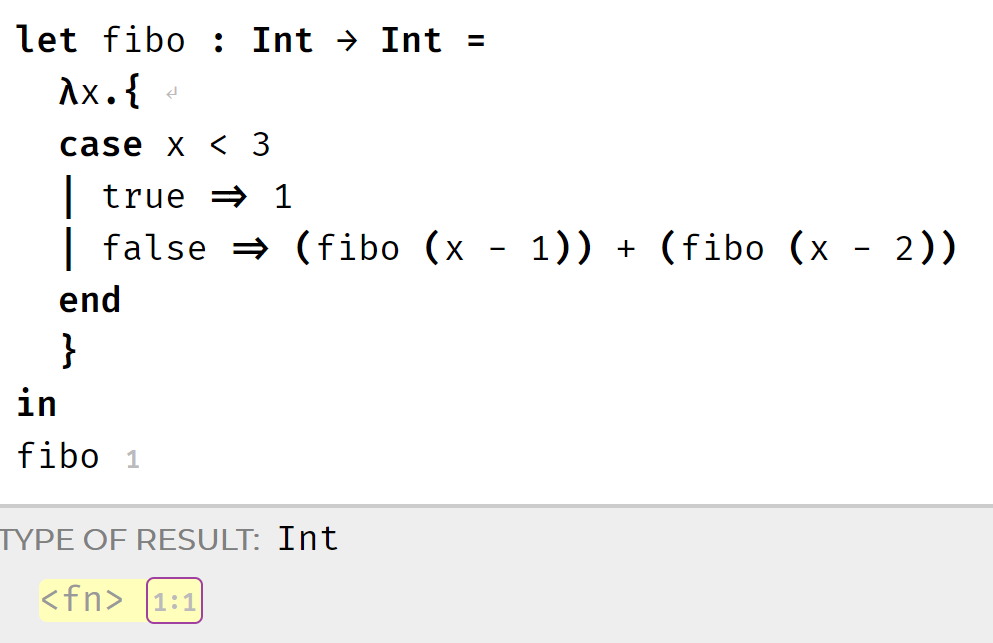 let fibo : Int → Int =
λx.{ ↵
case x < 3
| true ⇒ 1
| false ⇒ (fibo (x - 1)) + (fibo (x - 2))
end
}
in
fibo 1
TYPE OF RESULT: Int
<fn> 1:1